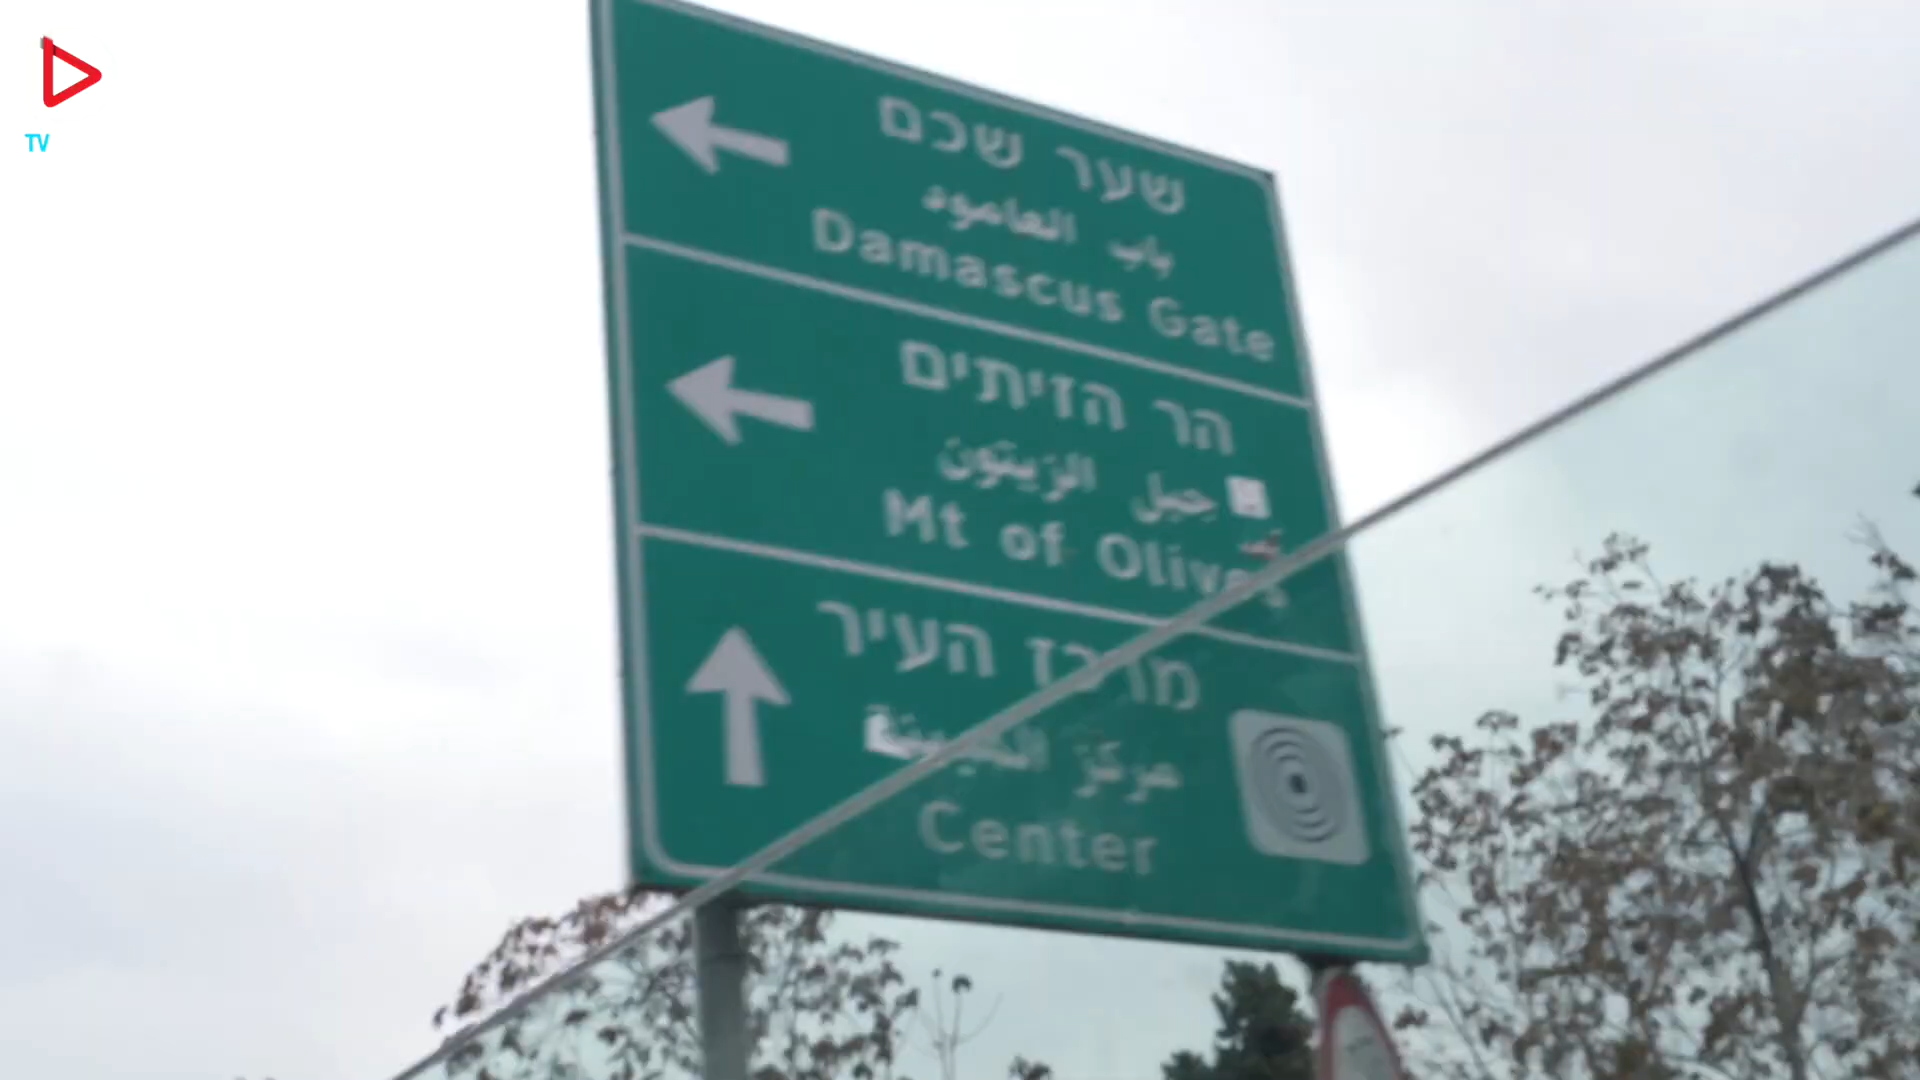 TV
שער שכם
باب العامود
Damascus Gate
הר הזיתים
جبل الزيتون
Mt of Olives
מרכז העיר
مركز المدينة
Center